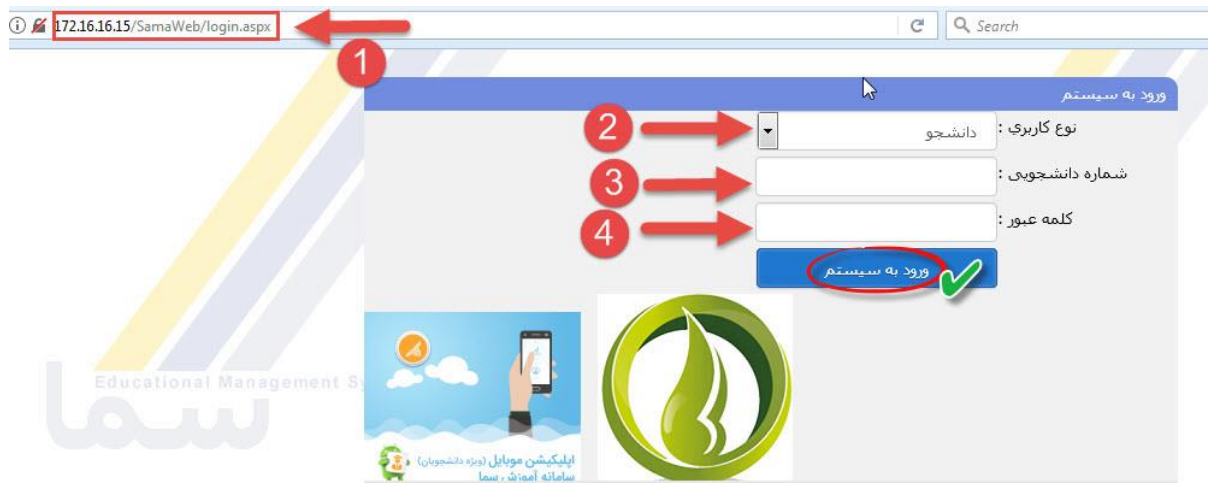 172.16.16.15/SamaWeb/login.aspx
Search
1
ورود به سیستم
2
نوع کاربري :
دانشجو
3
شماره دانشجویی :
4
کلمه عبور :
ورود به سیستم
Educational Management S
سما
اپلیکیشن موبایل (ویژه دانشجویان)
سامانه آموزش سما